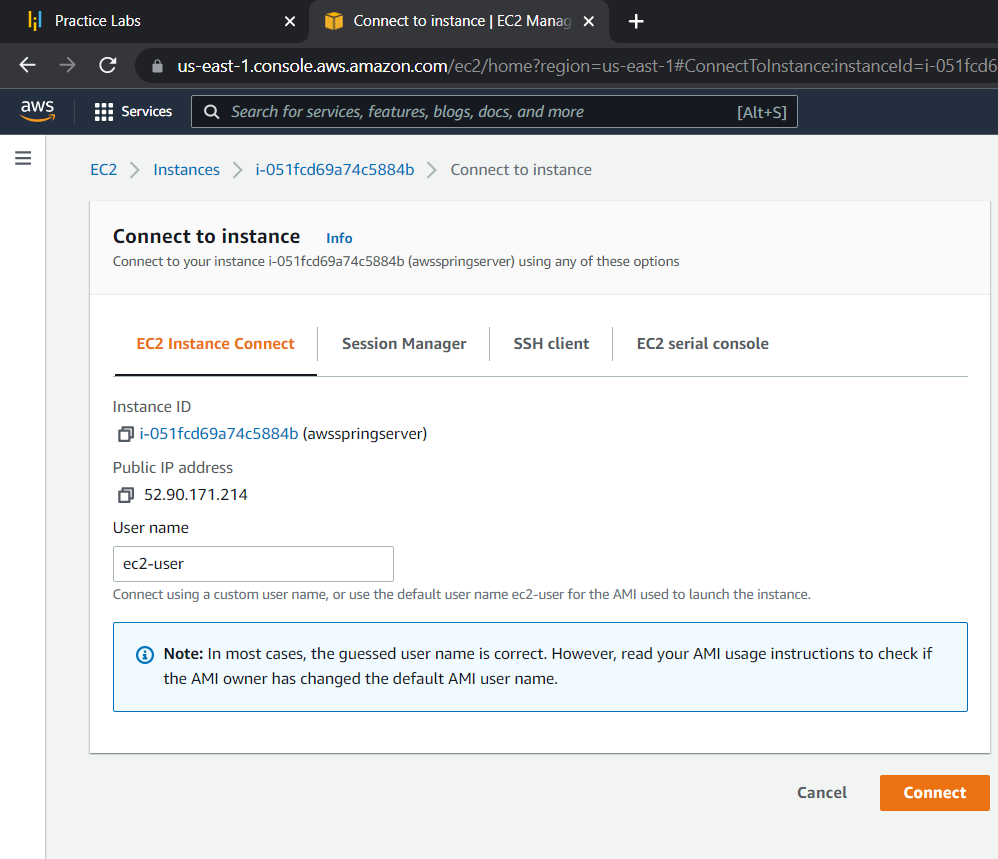 Practice Labs
Connect to instance | EC2 Manag
us-east-1.console.aws.amazon.com/ec2/home?region=us-east-1#ConnectToInstance:instanceId=i-051fcd6
aws
Services
Search for services, features, blogs, docs, and more
[Alt+S]
EC2
Instances
i-051fcd69a74c5884b
Connect to instance
Connect to instance
Info
Connect to your instance i-051fcd69a74c5884b (awsspringserver) using any of these options
EC2 Instance Connect
Session Manager
SSH client
EC2 serial console
Instance ID
i-051fcd69a74c5884b (awsspringserver)
Public IP address
52.90.171.214
User name
ec2-user
Connect using a custom user name, or use the default user name ec2-user for the AMI used to launch the instance.
Note: In most cases, the guessed user name is correct. However, read your AMI usage instructions to check if
the AMI owner has changed the default AMI user name.
Cancel
Connect